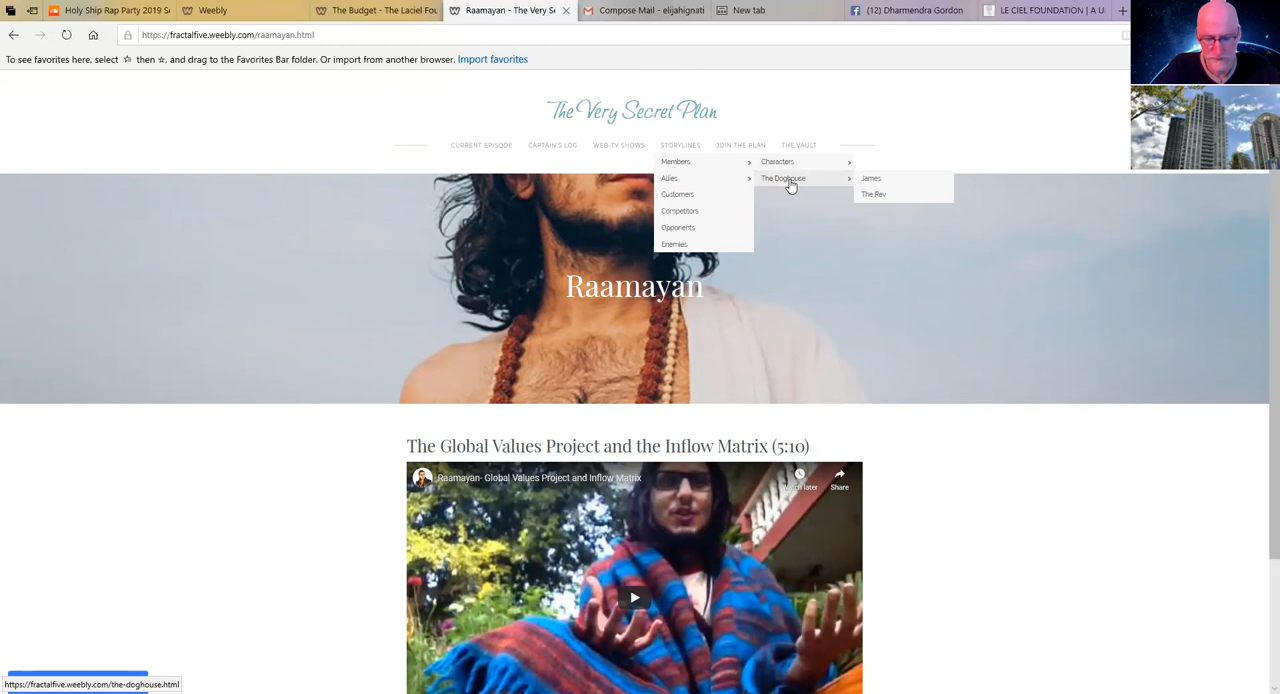 Holy Ship Rap Party 2019 Se
Weebly
The Budget - The Laciel Fou
Raamayan - The Very Se
Compose Mail - elijahignati
New tab
(12) Dharmendra Gordon
LE CIEL FOUNDATION | A U
https://fractalfive.weebly.com/raamayan.html
To see favorites here, select ☆ then ☆, and drag to the Favorites Bar folder. Or import from another browser. Import favorites
The Very Secret Plan
CURRENT EPISODE CAPTAIN'S LOG WEB-TV SHOWS STORYLINES JOIN THE PLAN THE VAULT
Members
Allies
Customers
Competitors
Opponents
Enemies
Characters
The Doghouse
James
The Rev
Raamayan
The Global Values Project and the Inflow Matrix (5:10)
Raamayan- Global Values Project and Inflow Matrix
Watch later
Share
https://fractalfive.weebly.com/the-doghouse.html